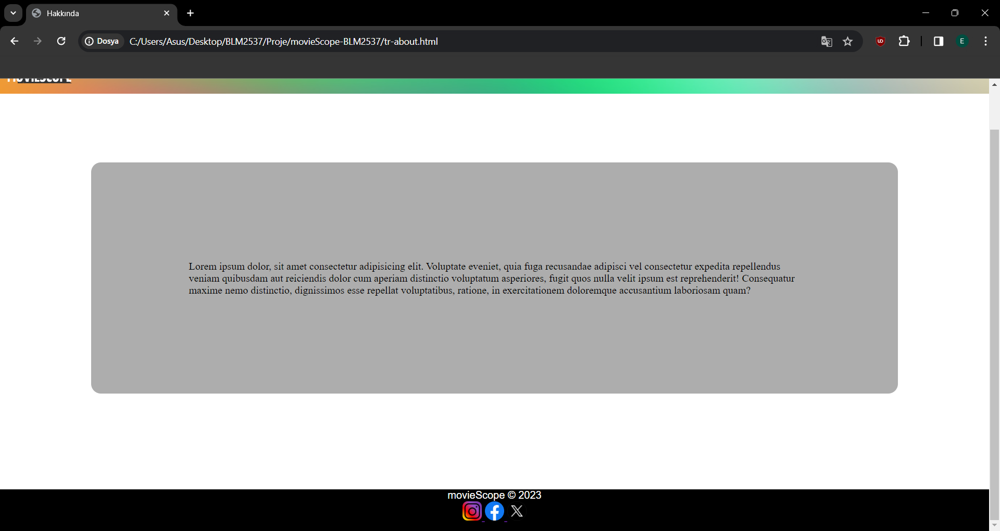 Hakkında
Dosya
C:/Users/Asus/Desktop/BLM2537/Proje/movieScope-BLM2537/tr-about.html
E
MOVIESCOPE
Lorem ipsum dolor, sit amet consectetur adipisicing elit. Voluptate eveniet, quia fuga recusandae adipisci vel consectetur expedita repellendus
veniam quibusdam aut reiciendis dolor cum aperiam distinctio voluptatum asperiores, fugit quos nulla velit ipsum est reprehenderit! Consequatur
maxime nemo distinctio, dignissimos esse repellat voluptatibus, ratione, in exercitationem doloremque accusantium laboriosam quam?
movieScope © 2023